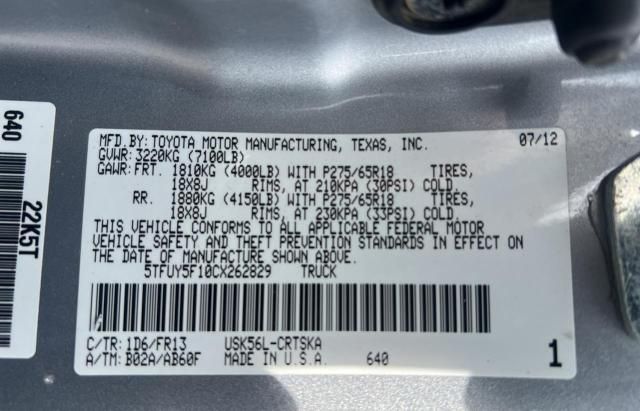 640
22K5T
MFD.BY:TOYOTA MOTOR MANUFACTURING, TEXAS, INC. 07/12
GVWR:3220KG (7100LB)
GAWR:FRT. 1810KG (4000LB) WITH P275/65R18 TIRES,
18X8J RIMS, AT 210KPA (30PSI) COLD.
RR. 1880KG (4150LB) WITH P275/65R18 TIRES,
18X8J RIMS, AT 230KPA (33PSI) COLD.
THIS VEHICLE CONFORMS TO ALL APPLICABLE FEDERAL MOTOR
VEHICLE SAFETY AND THEFT PREVENTION STANDARDS IN EFFECT ON
THE DATE OF MANUFACTURE SHOWN ABOVE.
5TFUY5F10CX262829 TRUCK
C/TR:1D6/FR13 USK56L-CRTSKA
A/TM:B02A/AB60F MADE IN U.S.A. 640 1